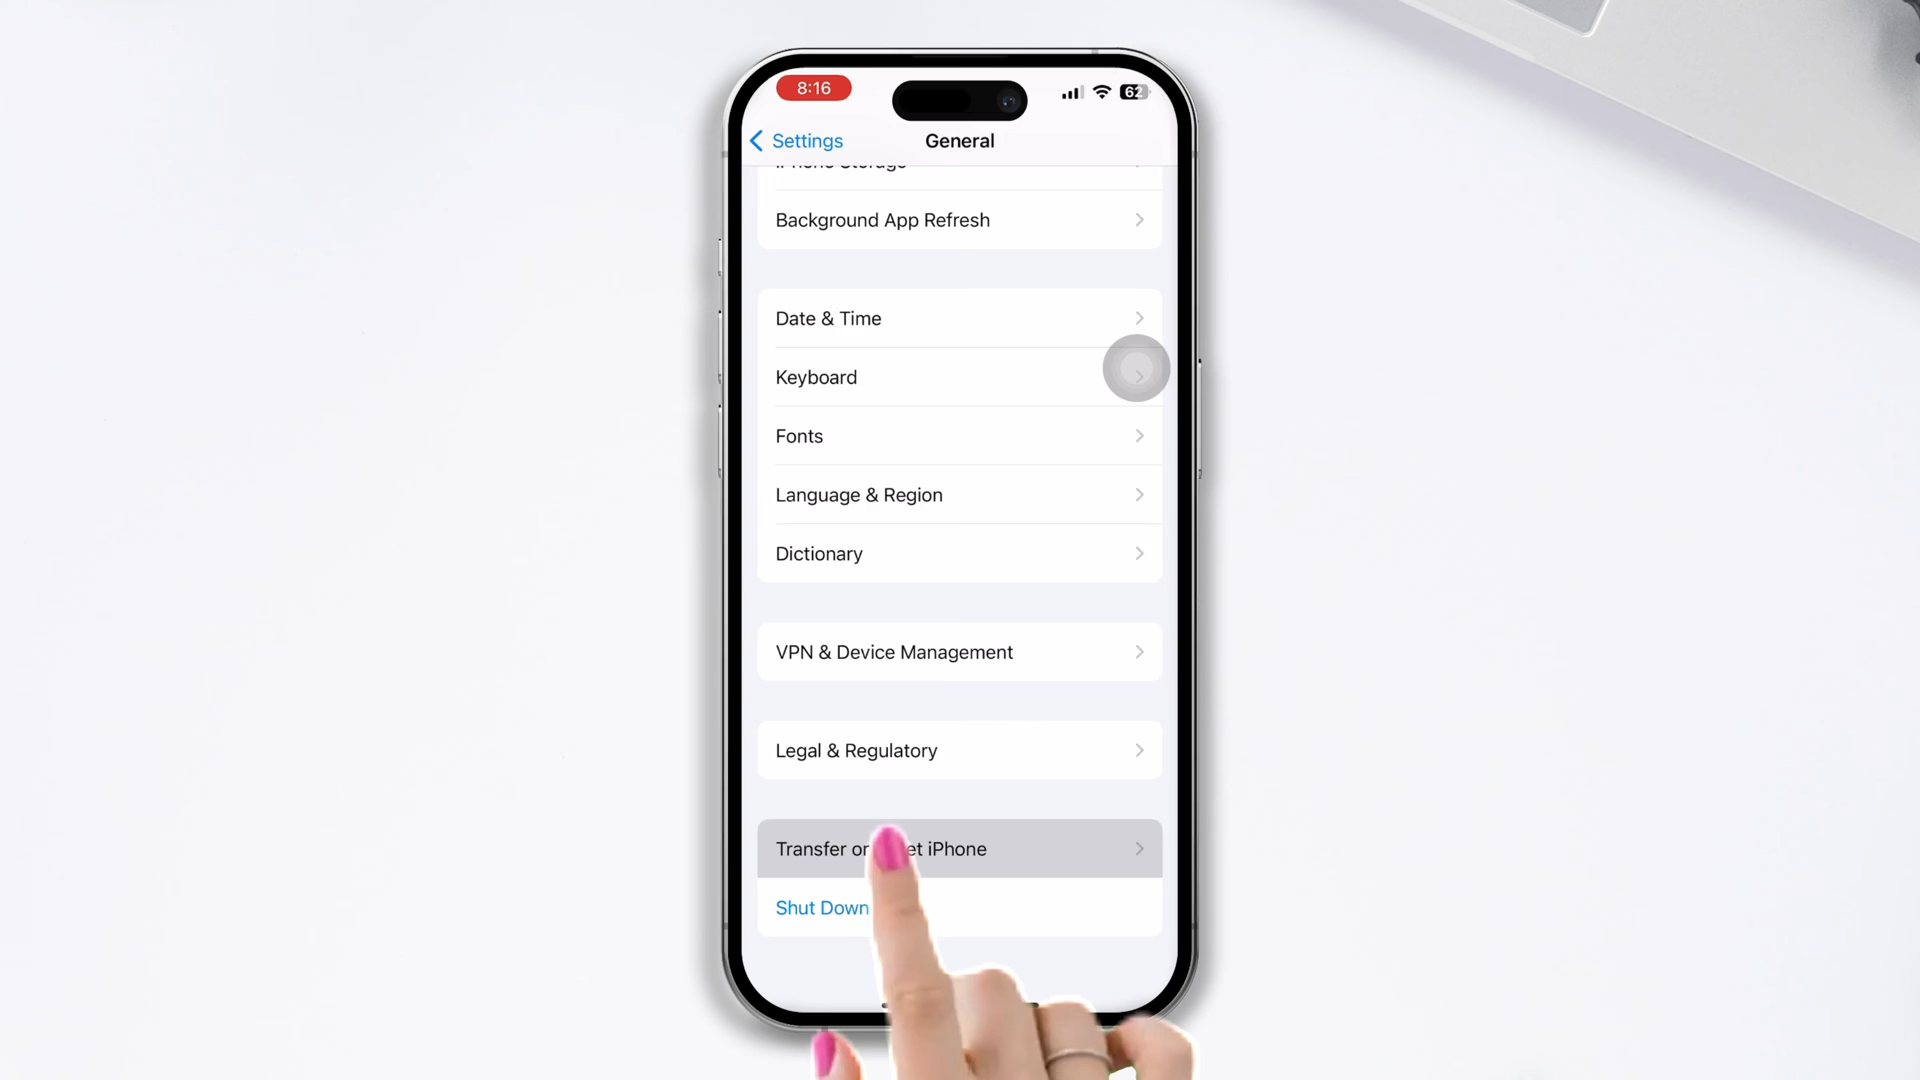 8:16
62
Settings
General
Background App Refresh
Date & Time
Keyboard
Fonts
Language & Region
Dictionary
VPN & Device Management
Legal & Regulatory
Transfer or et iPhone
Shut Down